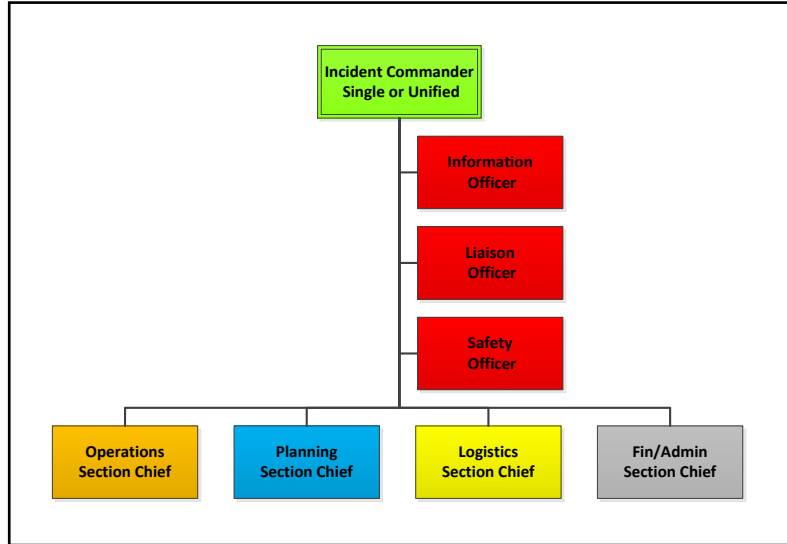 Incident Commander
Single or Unified
Information
Officer
Liaison
Officer
Safety
Officer
Operations
Section Chief
Planning
Section Chief
Logistics
Section Chief
Fin/Admin
Section Chief